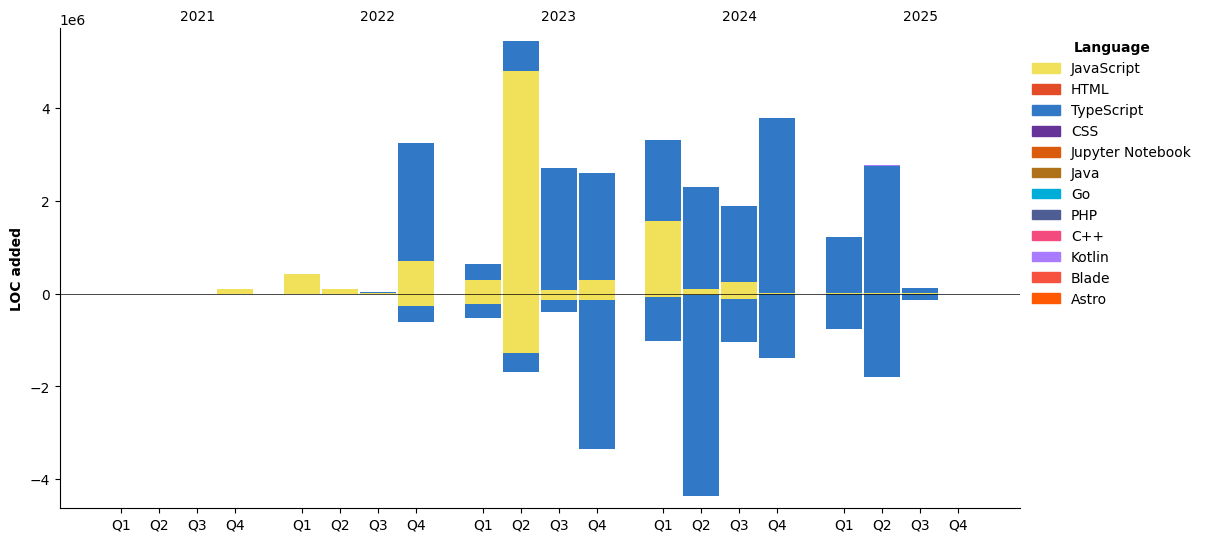 2021 2022 2023 2024 2025
1e6
LOC added
4
2
0
−2
−4
Q1 Q2 Q3 Q4 Q1 Q2 Q3 Q4 Q1 Q2 Q3 Q4 Q1 Q2 Q3 Q4 Q1 Q2 Q3 Q4
Language
JavaScript
HTML
TypeScript
CSS
Jupyter Notebook
Java
Go
PHP
C++
Kotlin
Blade
Astro